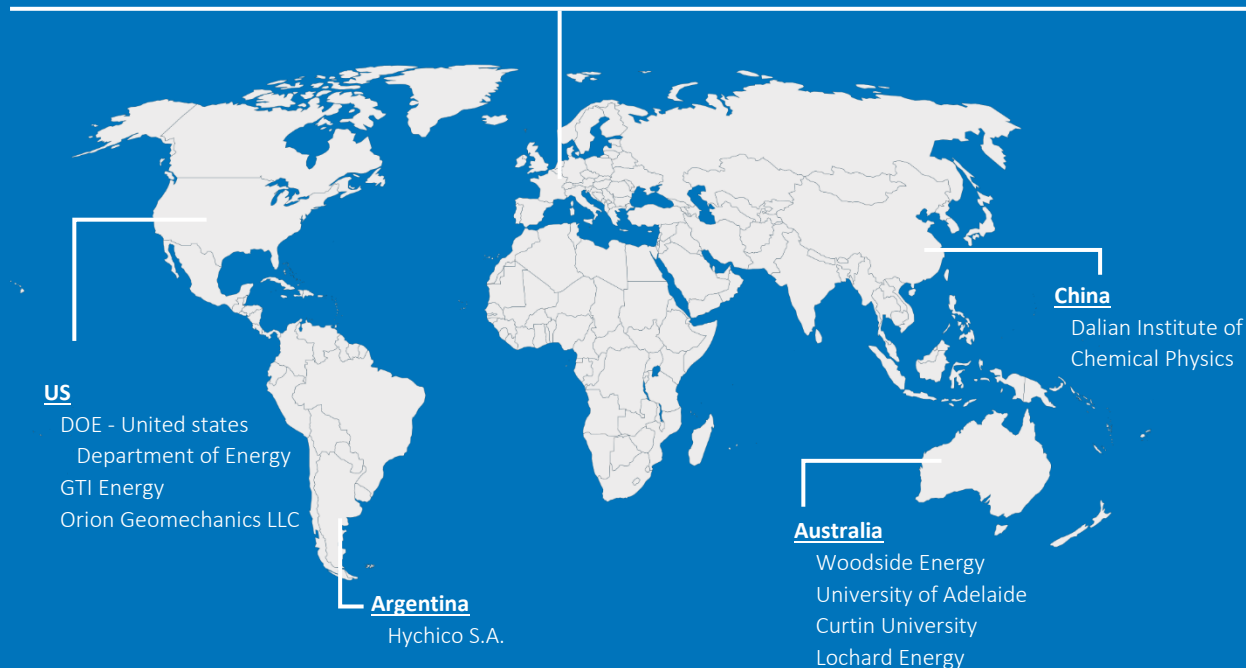 China
Dalian Institute of
Chemical Physics
US
DOE - United states
Department of Energy
GTI Energy
Orion Geomechanics LLC
Australia
Woodside Energy
University of Adelaide
Curtin University
Lochard Energy
Argentina
Hychico S.A.